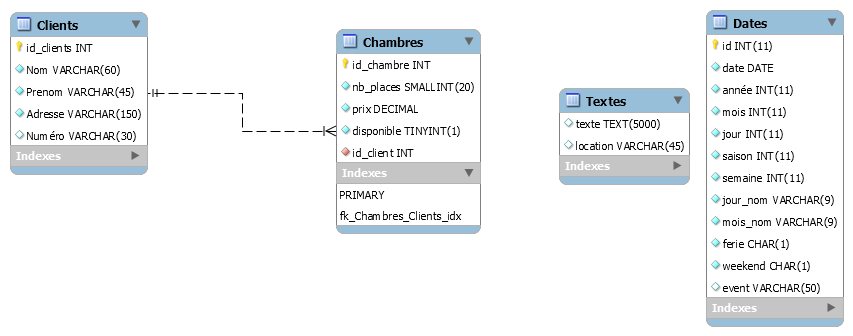 Clients
id_clients INT
Nom VARCHAR(60)
Prenom VARCHAR(45)
Adresse VARCHAR(150)
Numéro VARCHAR(30)
Indexes
Chambres
id_chambre INT
nb_places SMALLINT(20)
prix DECIMAL
disponible TINYINT(1)
id_client INT
Indexes
PRIMARY
fk_Chambres_Clients_idx
Textes
texte TEXT(5000)
location VARCHAR(45)
Indexes
Dates
id INT(11)
date DATE
année INT(11)
mois INT(11)
jour INT(11)
saison INT(11)
semaine INT(11)
jour_nom VARCHAR(9)
mois_nom VARCHAR(9)
ferie CHAR(1)
weekend CHAR(1)
event VARCHAR(50)
Indexes